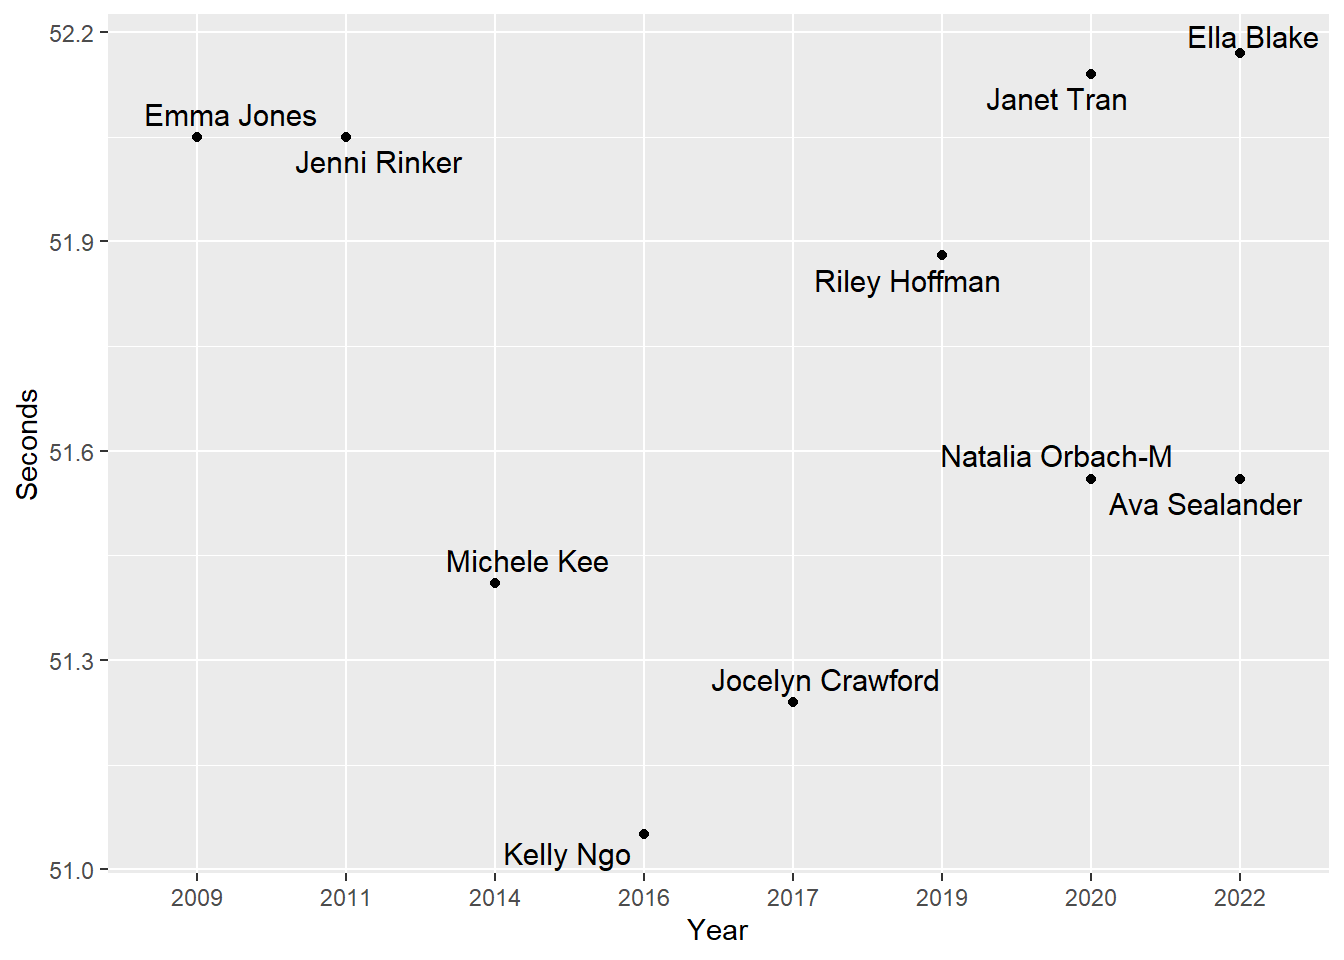 52.2
Ella Blake
Janet Tran
Emma Jones
Jenni Rinker
51.9
Riley Hoffman
Seconds
51.6
Natalia Orbach-M
Ava Sealander
Michele Kee
51.3
Jocelyn Crawford
Kelly Ngo
51.0
2009 2011 2014 2016 2017 2019 2020 2022
Year